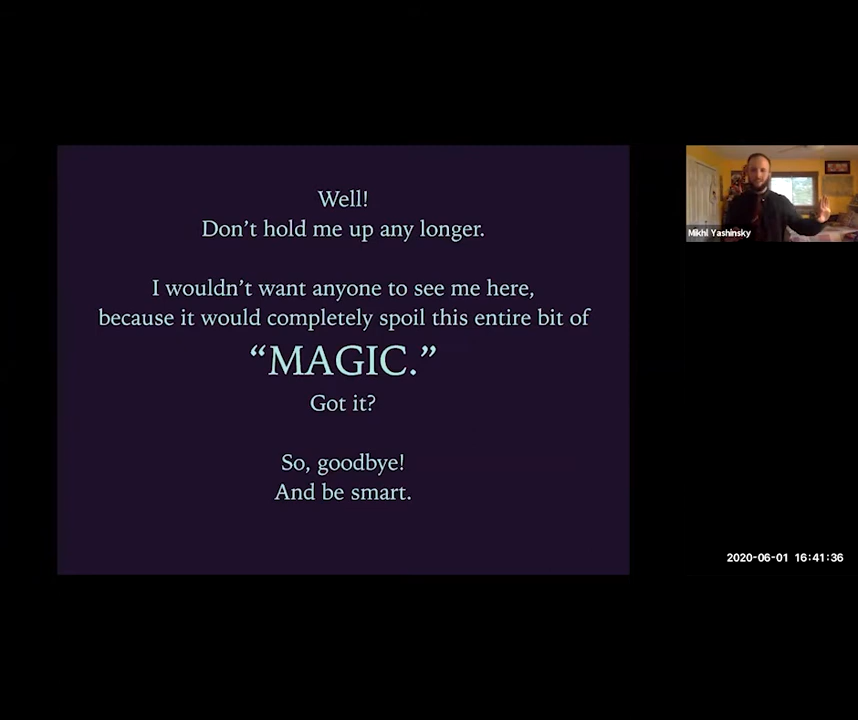 Well!
Don’t hold me up any longer.
I wouldn’t want anyone to see me here,
because it would completely spoil this entire bit of
“MAGIC.”
Got it?
So, goodbye!
And be smart.
Mikhl Yashinsky
2020-06-01 16:41:36